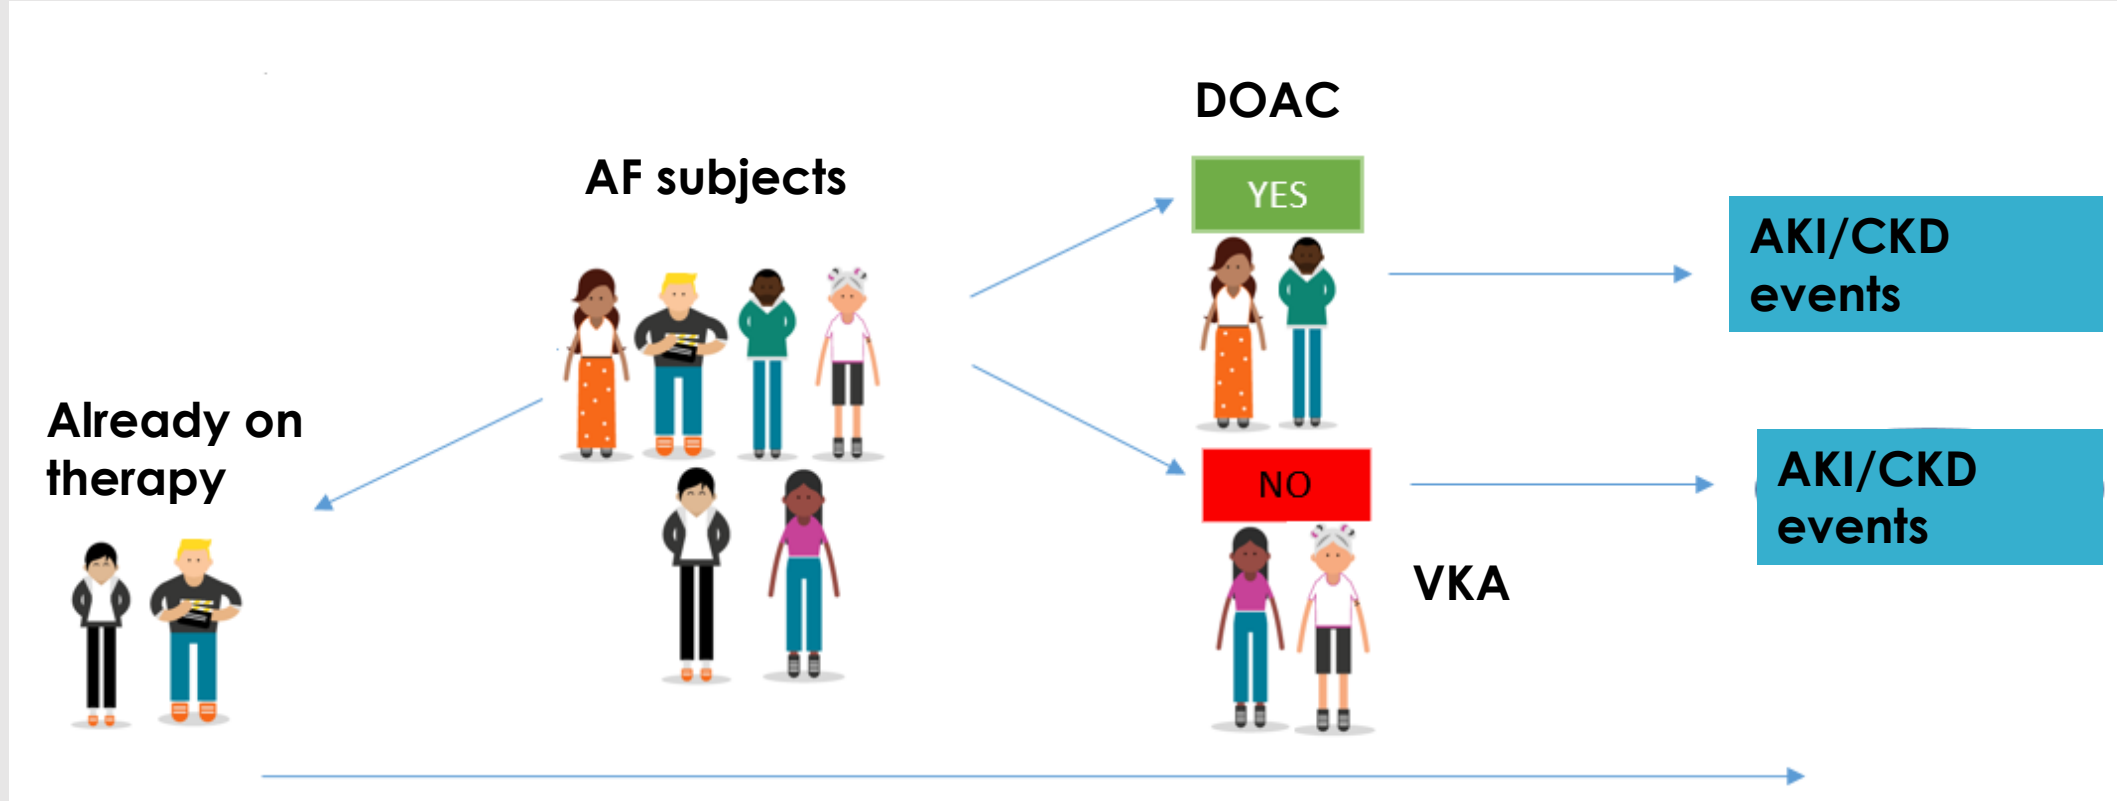 DOAC
AF subjects
YES
AKI/CKD
events
Already on
therapy
NO
AKI/CKD
events
VKA